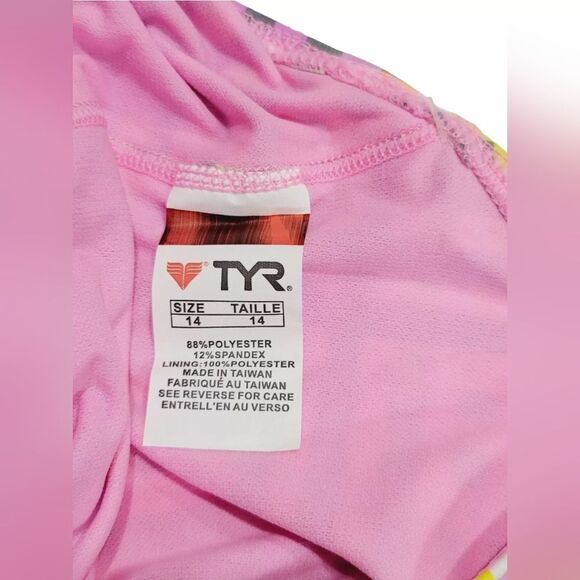 TYR®
SIZE TAILLE
14 14
88%POLYESTER
12%SPANDEX
LINING:100%POLYESTER
MADE IN TAIWAN
FABRIQUÉ AU TAIWAN
SEE REVERSE FOR CARE
ENTRELL'EN AU VERSO